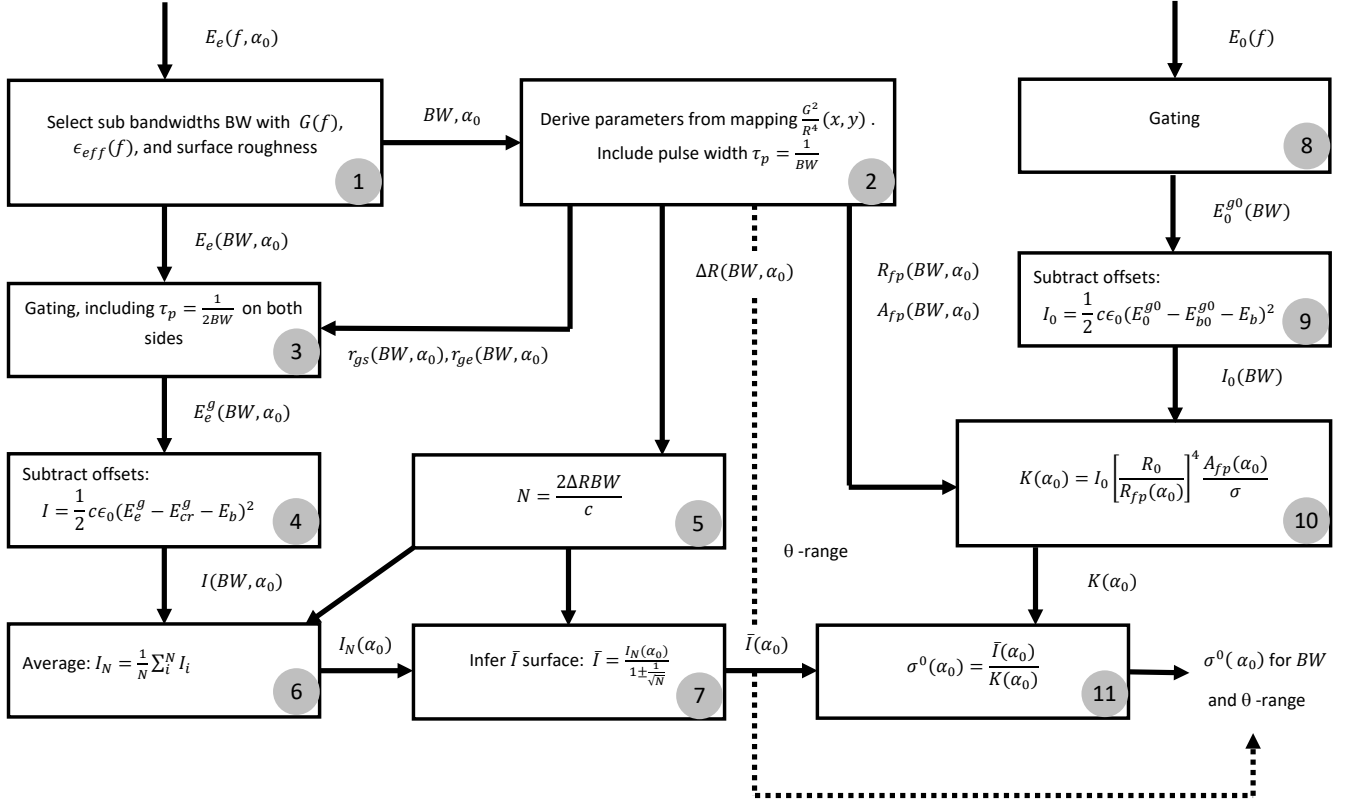 E_e(f, α_0)
E_0(f)
Select sub bandwidths BW with G(f),
ϵ_eff(f), and surface roughness
1
BW, α_0
Derive parameters from mapping G^2/R^4 (x, y) .
Include pulse width τ_p = 1/BW
2
Gating
8
E_e(BW, α_0)
ΔR(BW, α_0)
R_fp(BW, α_0)
A_fp(BW, α_0)
E_0^g0(BW)
Gating, including τ_p = 1/2BW on both
sides
3
r_gs(BW, α_0), r_ge(BW, α_0)
Subtract offsets:
I_0 = 1/2 cϵ_0(E_0^g0 − E_b0^g0 − E_b)^2
9
E_e^g(BW, α_0)
I_0(BW)
Subtract offsets:
I = 1/2 cϵ_0(E_e^g − E_cr^g − E_b)^2
4
N = 2ΔRBW/c
5
K(α_0) = I_0 [R_0/R_fp(α_0)]^4 A_fp(α_0)/σ
10
I(BW, α_0)
θ -range
K(α_0)
Average: I_N = 1/N ∑_i^N I_i
6
I_N(α_0)
Infer Ī surface: Ī = I_N(α_0)/(1±1/√N)
7
Ī(α_0)
σ^0(α_0) = Ī(α_0)/K(α_0)
11
σ^0( α_0) for BW
and θ -range